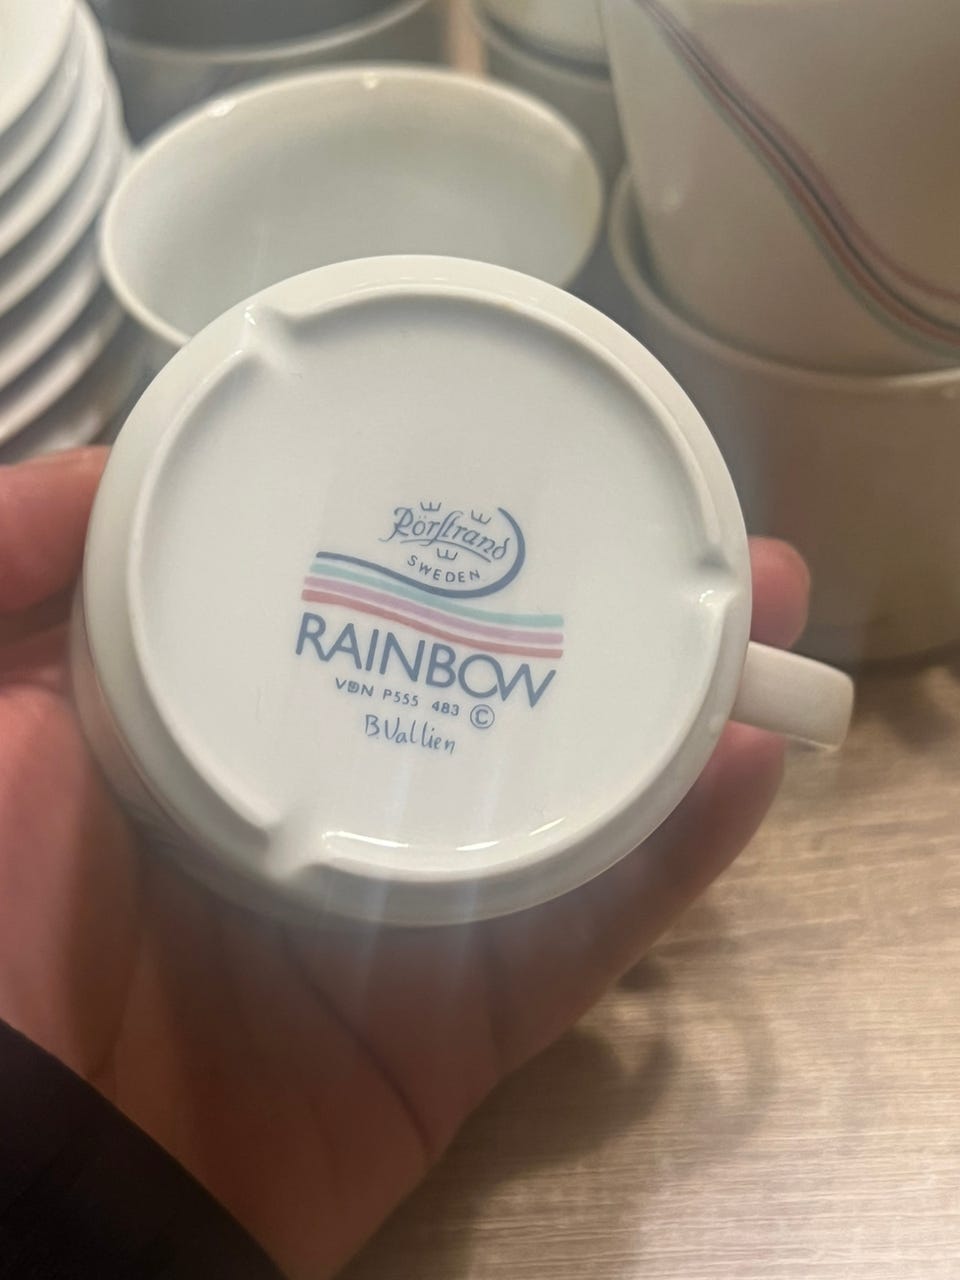 Rörstrand
SWEDEN
RAINBOW
VDN P555 483 ©
B.Vallien